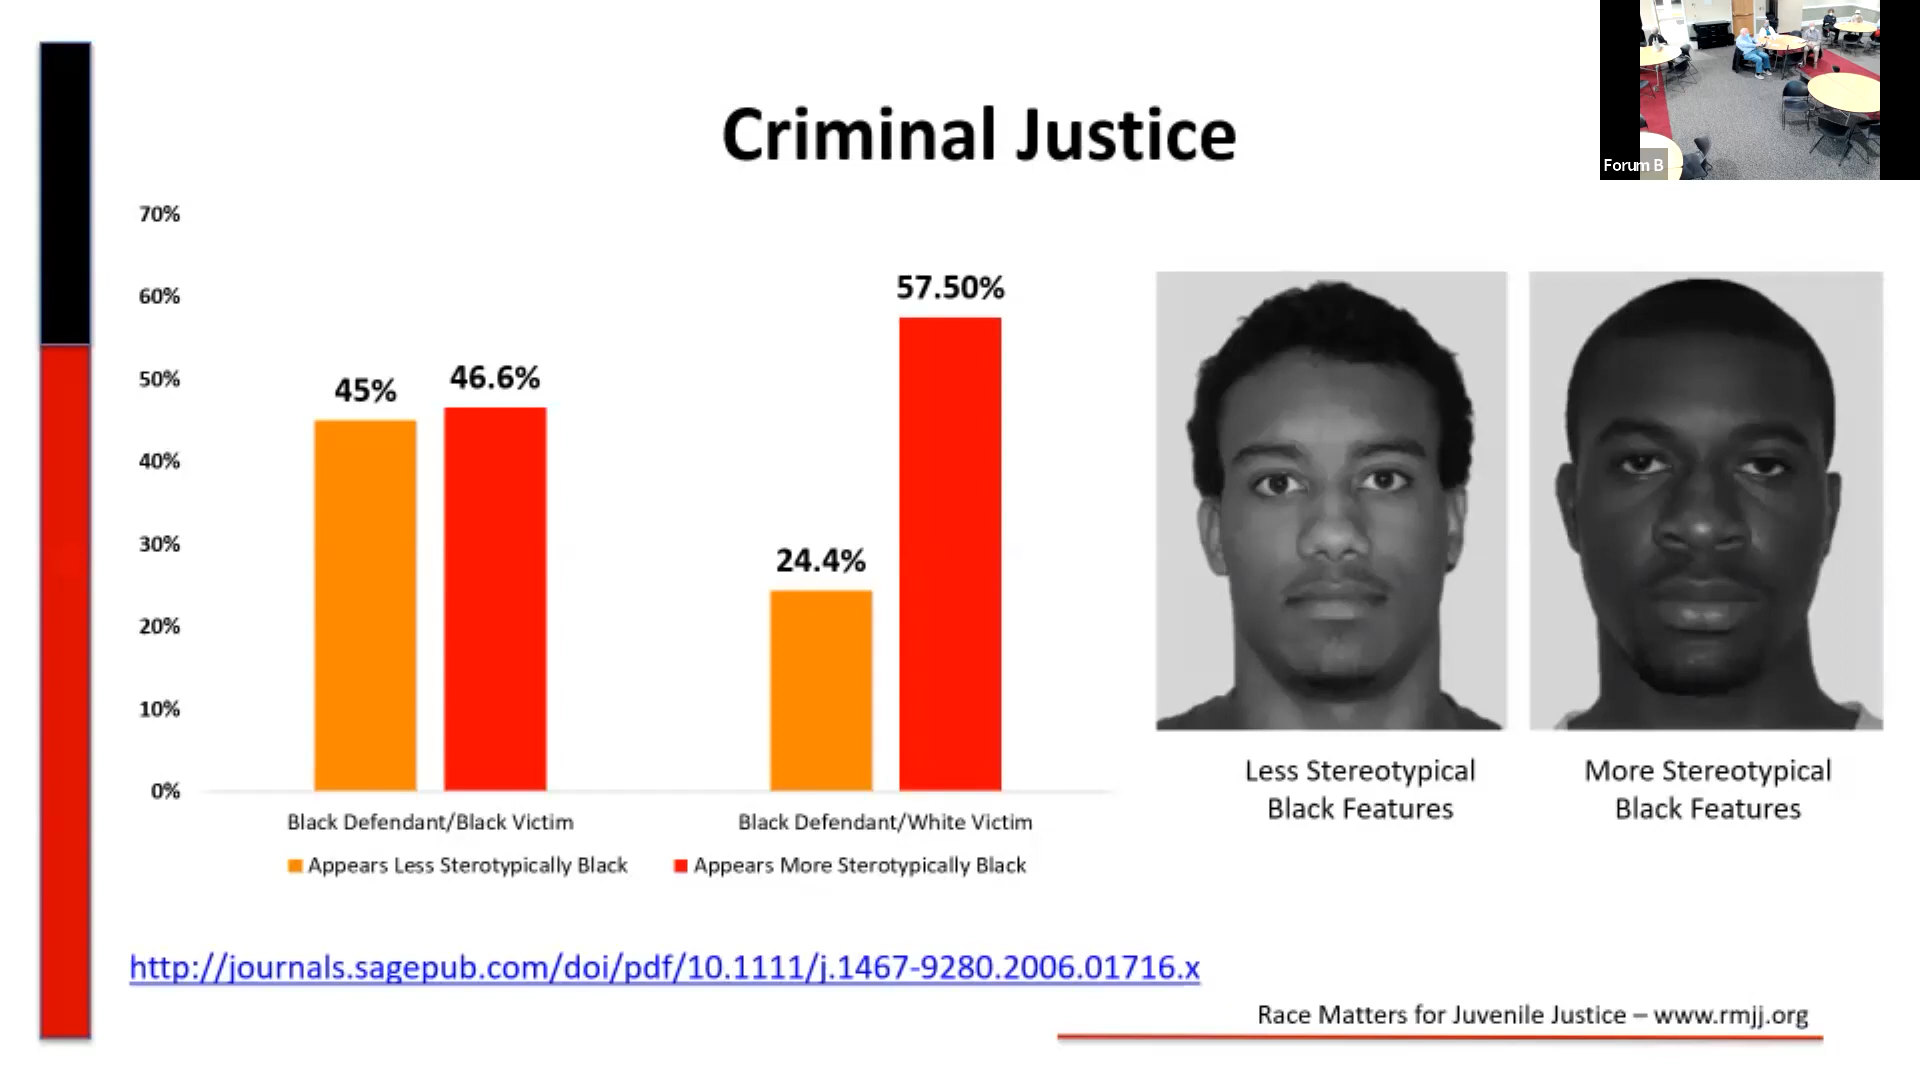 Forum B
Criminal Justice
70%
60%
50%
40%
30%
20%
10%
0%
45%
46.6%
24.4%
57.50%
Black Defendant/Black Victim
Black Defendant/White Victim
Appears Less Sterotypically Black
Appears More Sterotypically Black
Less Stereotypical
Black Features
More Stereotypical
Black Features
http://journals.sagepub.com/doi/pdf/10.1111/j.1467-9280.2006.01716.x
Race Matters for Juvenile Justice – www.rmjj.org